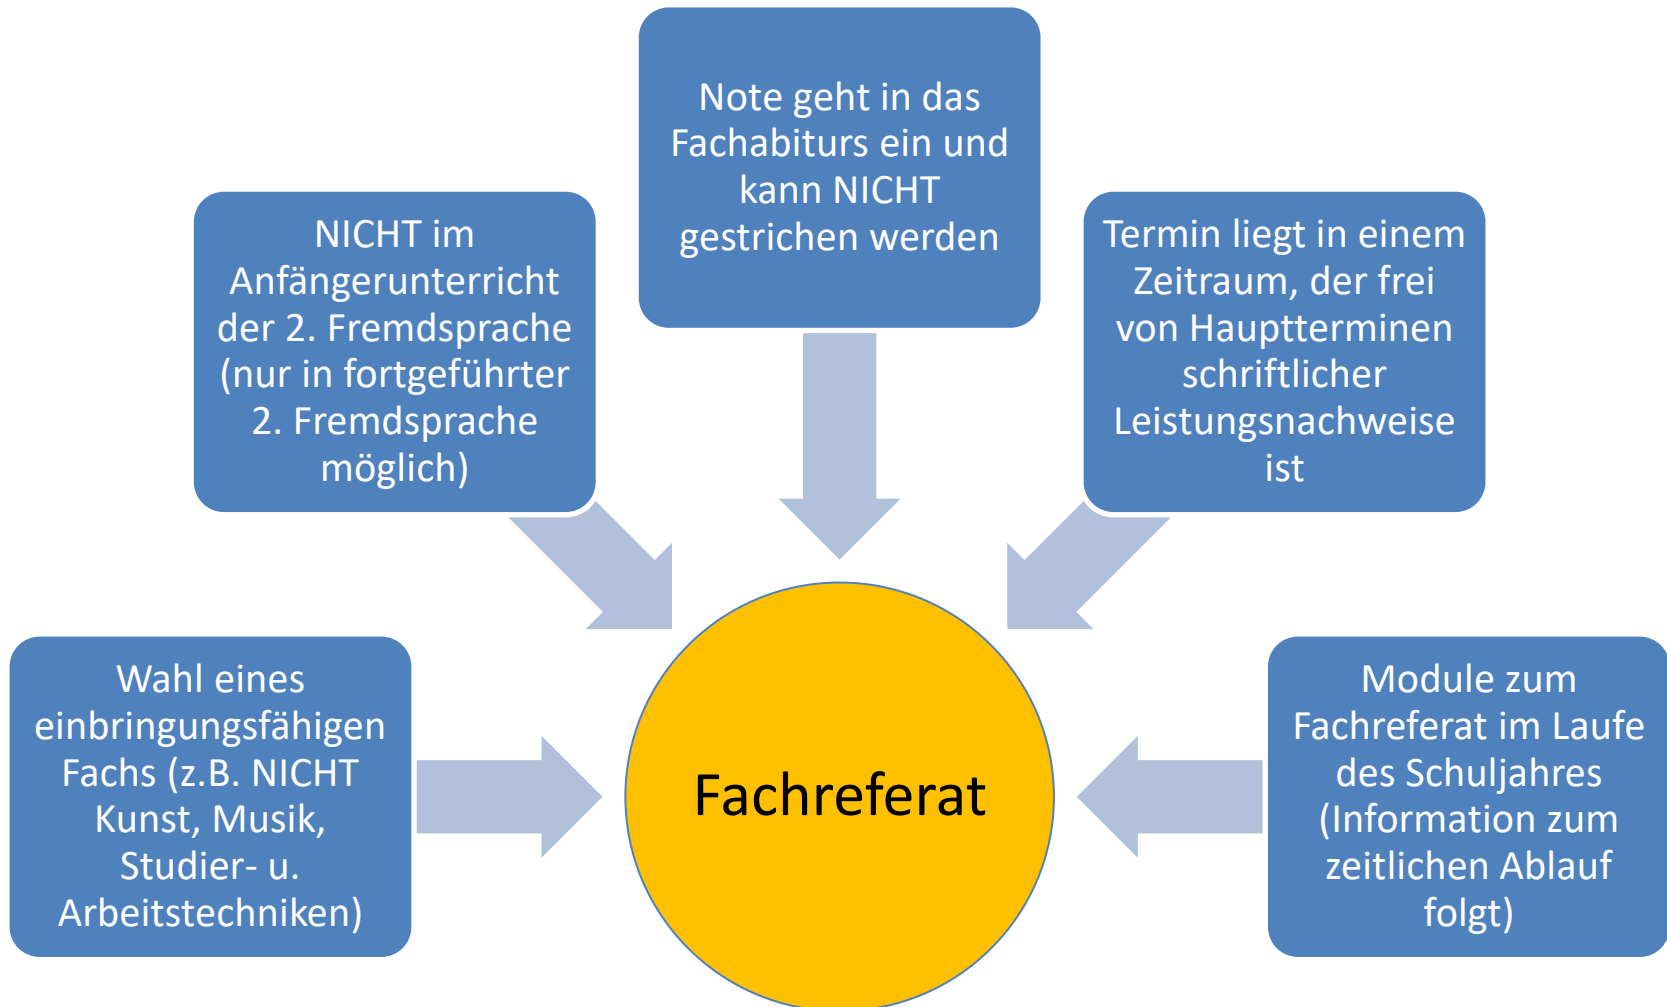 Note geht in das
Fachabiturs ein und
kann NICHT
gestrichen werden
NICHT im
Anfängerunterricht
der 2. Fremdsprache
(nur in fortgeführter
2. Fremdsprache
möglich)
Termin liegt in einem
Zeitraum, der frei
von Hauptterminen
schriftlicher
Leistungsnachweise
ist
Wahl eines
einbringungsfähigen
Fachs (z.B. NICHT
Kunst, Musik,
Studier- u.
Arbeitstechniken)
Fachreferat
Module zum
Fachreferat im Laufe
des Schuljahres
(Information zum
zeitlichen Ablauf
folgt)